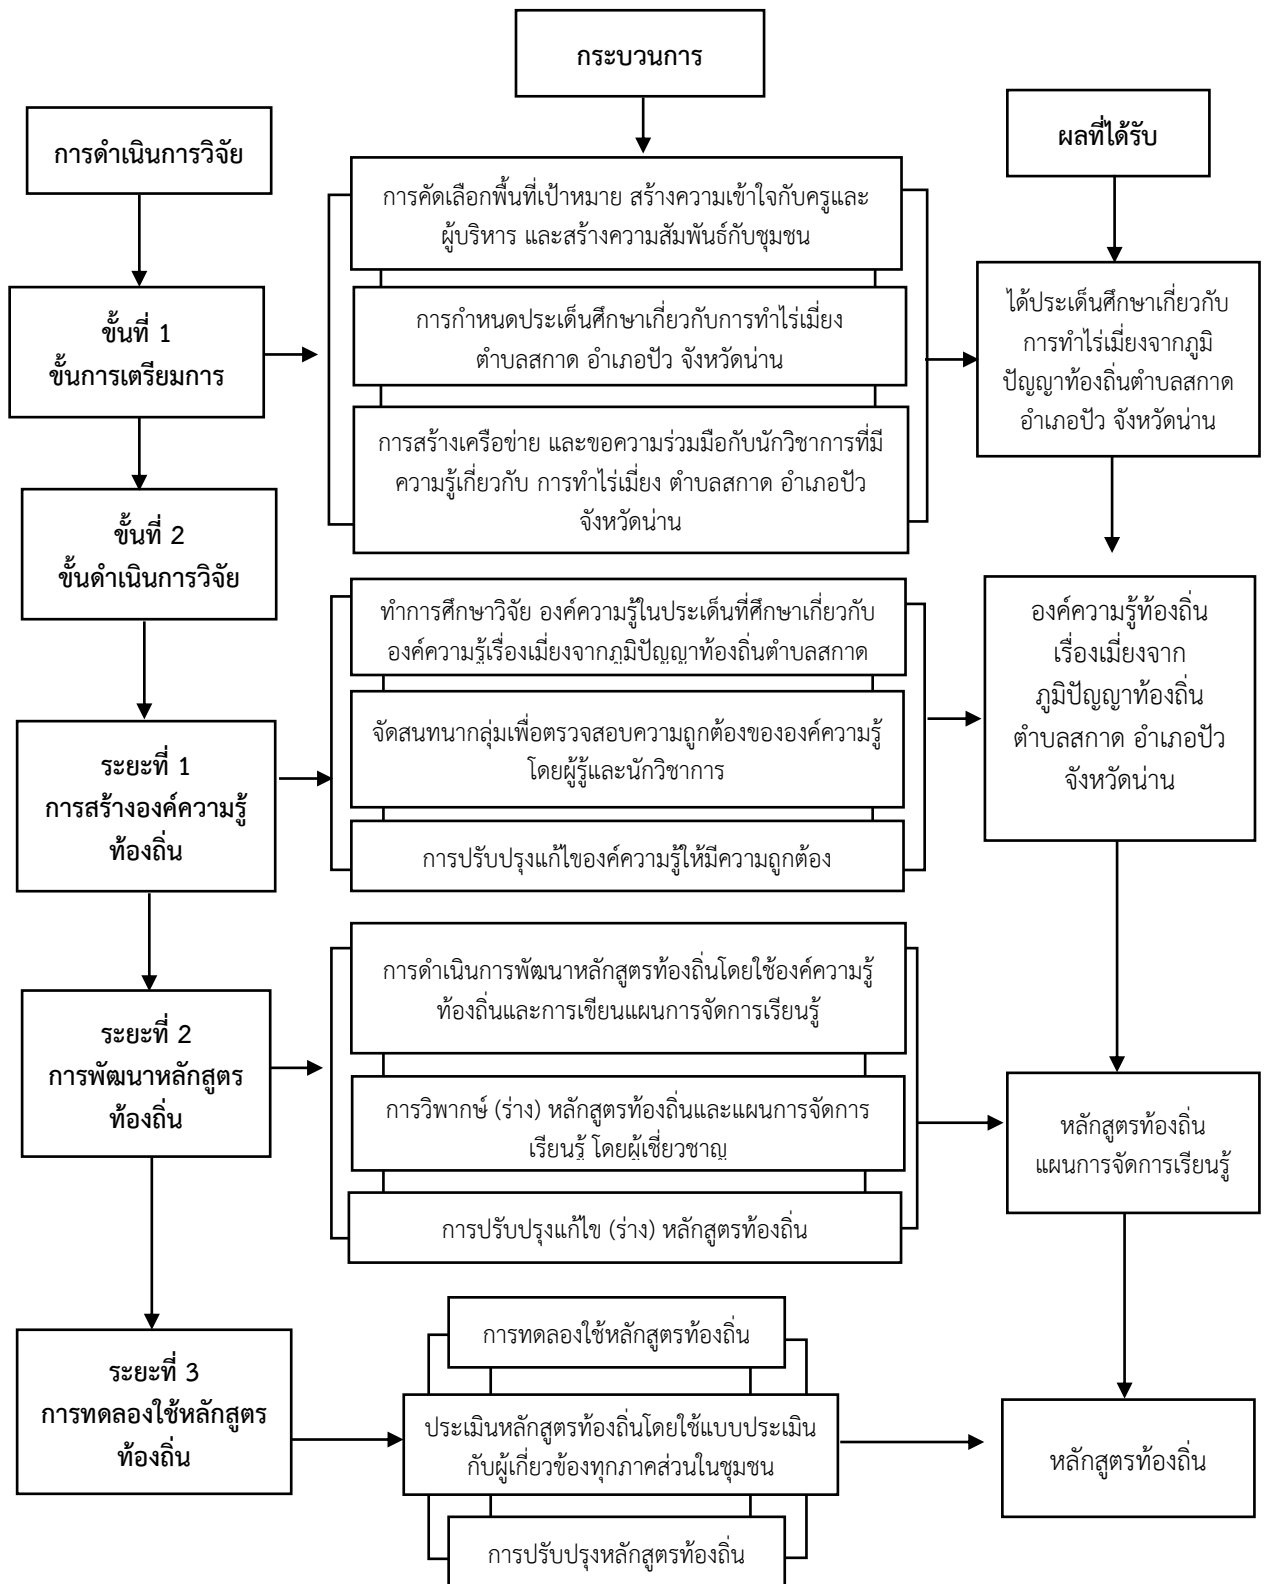 กระบวนการ
การดำเนินการวิจัย
ผลที่ได้รับ
การคัดเลือกพื้นที่เป้าหมาย สร้างความเข้าใจกับครูและ
ผู้บริหาร และสร้างความสัมพันธ์กับชุมชน
ขั้นที่ 1
ขั้นการเตรียมการ
การกำหนดประเด็นศึกษาเกี่ยวกับการทำไร่เมี่ยง
ตำบลสกาด อำเภอปัว จังหวัดน่าน
การสร้างเครือข่าย และขอความร่วมมือกับนักวิชาการที่มี
ความรู้เกี่ยวกับ การทำไร่เมี่ยง ตำบลสกาด อำเภอปัว
จังหวัดน่าน
ได้ประเด็นศึกษาเกี่ยวกับ
การทำไร่เมี่ยงจากภูมิ
ปัญญาท้องถิ่นตำบลสกาด
อำเภอปัว จังหวัดน่าน
ขั้นที่ 2
ขั้นดำเนินการวิจัย
ระยะที่ 1
การสร้างองค์ความรู้
ท้องถิ่น
ทำการศึกษาวิจัย องค์ความรู้ในประเด็นที่ศึกษาเกี่ยวกับ
องค์ความรู้เรื่องเมี่ยงจากภูมิปัญญาท้องถิ่นตำบลสกาด
จัดสนทนากลุ่มเพื่อตรวจสอบความถูกต้องขององค์ความรู้
โดยผู้รู้และนักวิชาการ
การปรับปรุงแก้ไของค์ความรู้ให้มีความถูกต้อง
องค์ความรู้ท้องถิ่น
เรื่องเมี่ยงจาก
ภูมิปัญญาท้องถิ่น
ตำบลสกาด อำเภอปัว
จังหวัดน่าน
ระยะที่ 2
การพัฒนาหลักสูตร
ท้องถิ่น
การดำเนินการพัฒนาหลักสูตรท้องถิ่นโดยใช้องค์ความรู้
ท้องถิ่นและการเขียนแผนการจัดการเรียนรู้
การวิพากษ์ (ร่าง) หลักสูตรท้องถิ่นและแผนการจัดการ
เรียนรู้ โดยผู้เชี่ยวชาญ
การปรับปรุงแก้ไข (ร่าง) หลักสูตรท้องถิ่น
หลักสูตรท้องถิ่น
แผนการจัดการเรียนรู้
ระยะที่ 3
การทดลองใช้หลักสูตร
ท้องถิ่น
การทดลองใช้หลักสูตรท้องถิ่น
ประเมินหลักสูตรท้องถิ่นโดยใช้แบบประเมิน
กับผู้เกี่ยวข้องทุกภาคส่วนในชุมชน
การปรับปรุงหลักสูตรท้องถิ่น
หลักสูตรท้องถิ่น